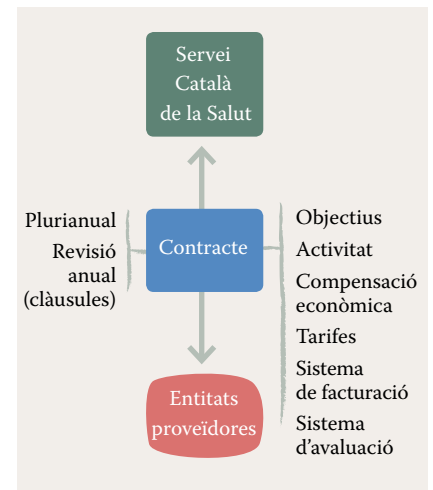 Servei
Català
de la Salut
Plurianual
Revisió
anual
(clàusules)
Contracte
Objectius
Activitat
Compensació
econòmica
Tarifes
Sistema
de facturació
Sistema
d'avaluació
Entitats
proveïdores